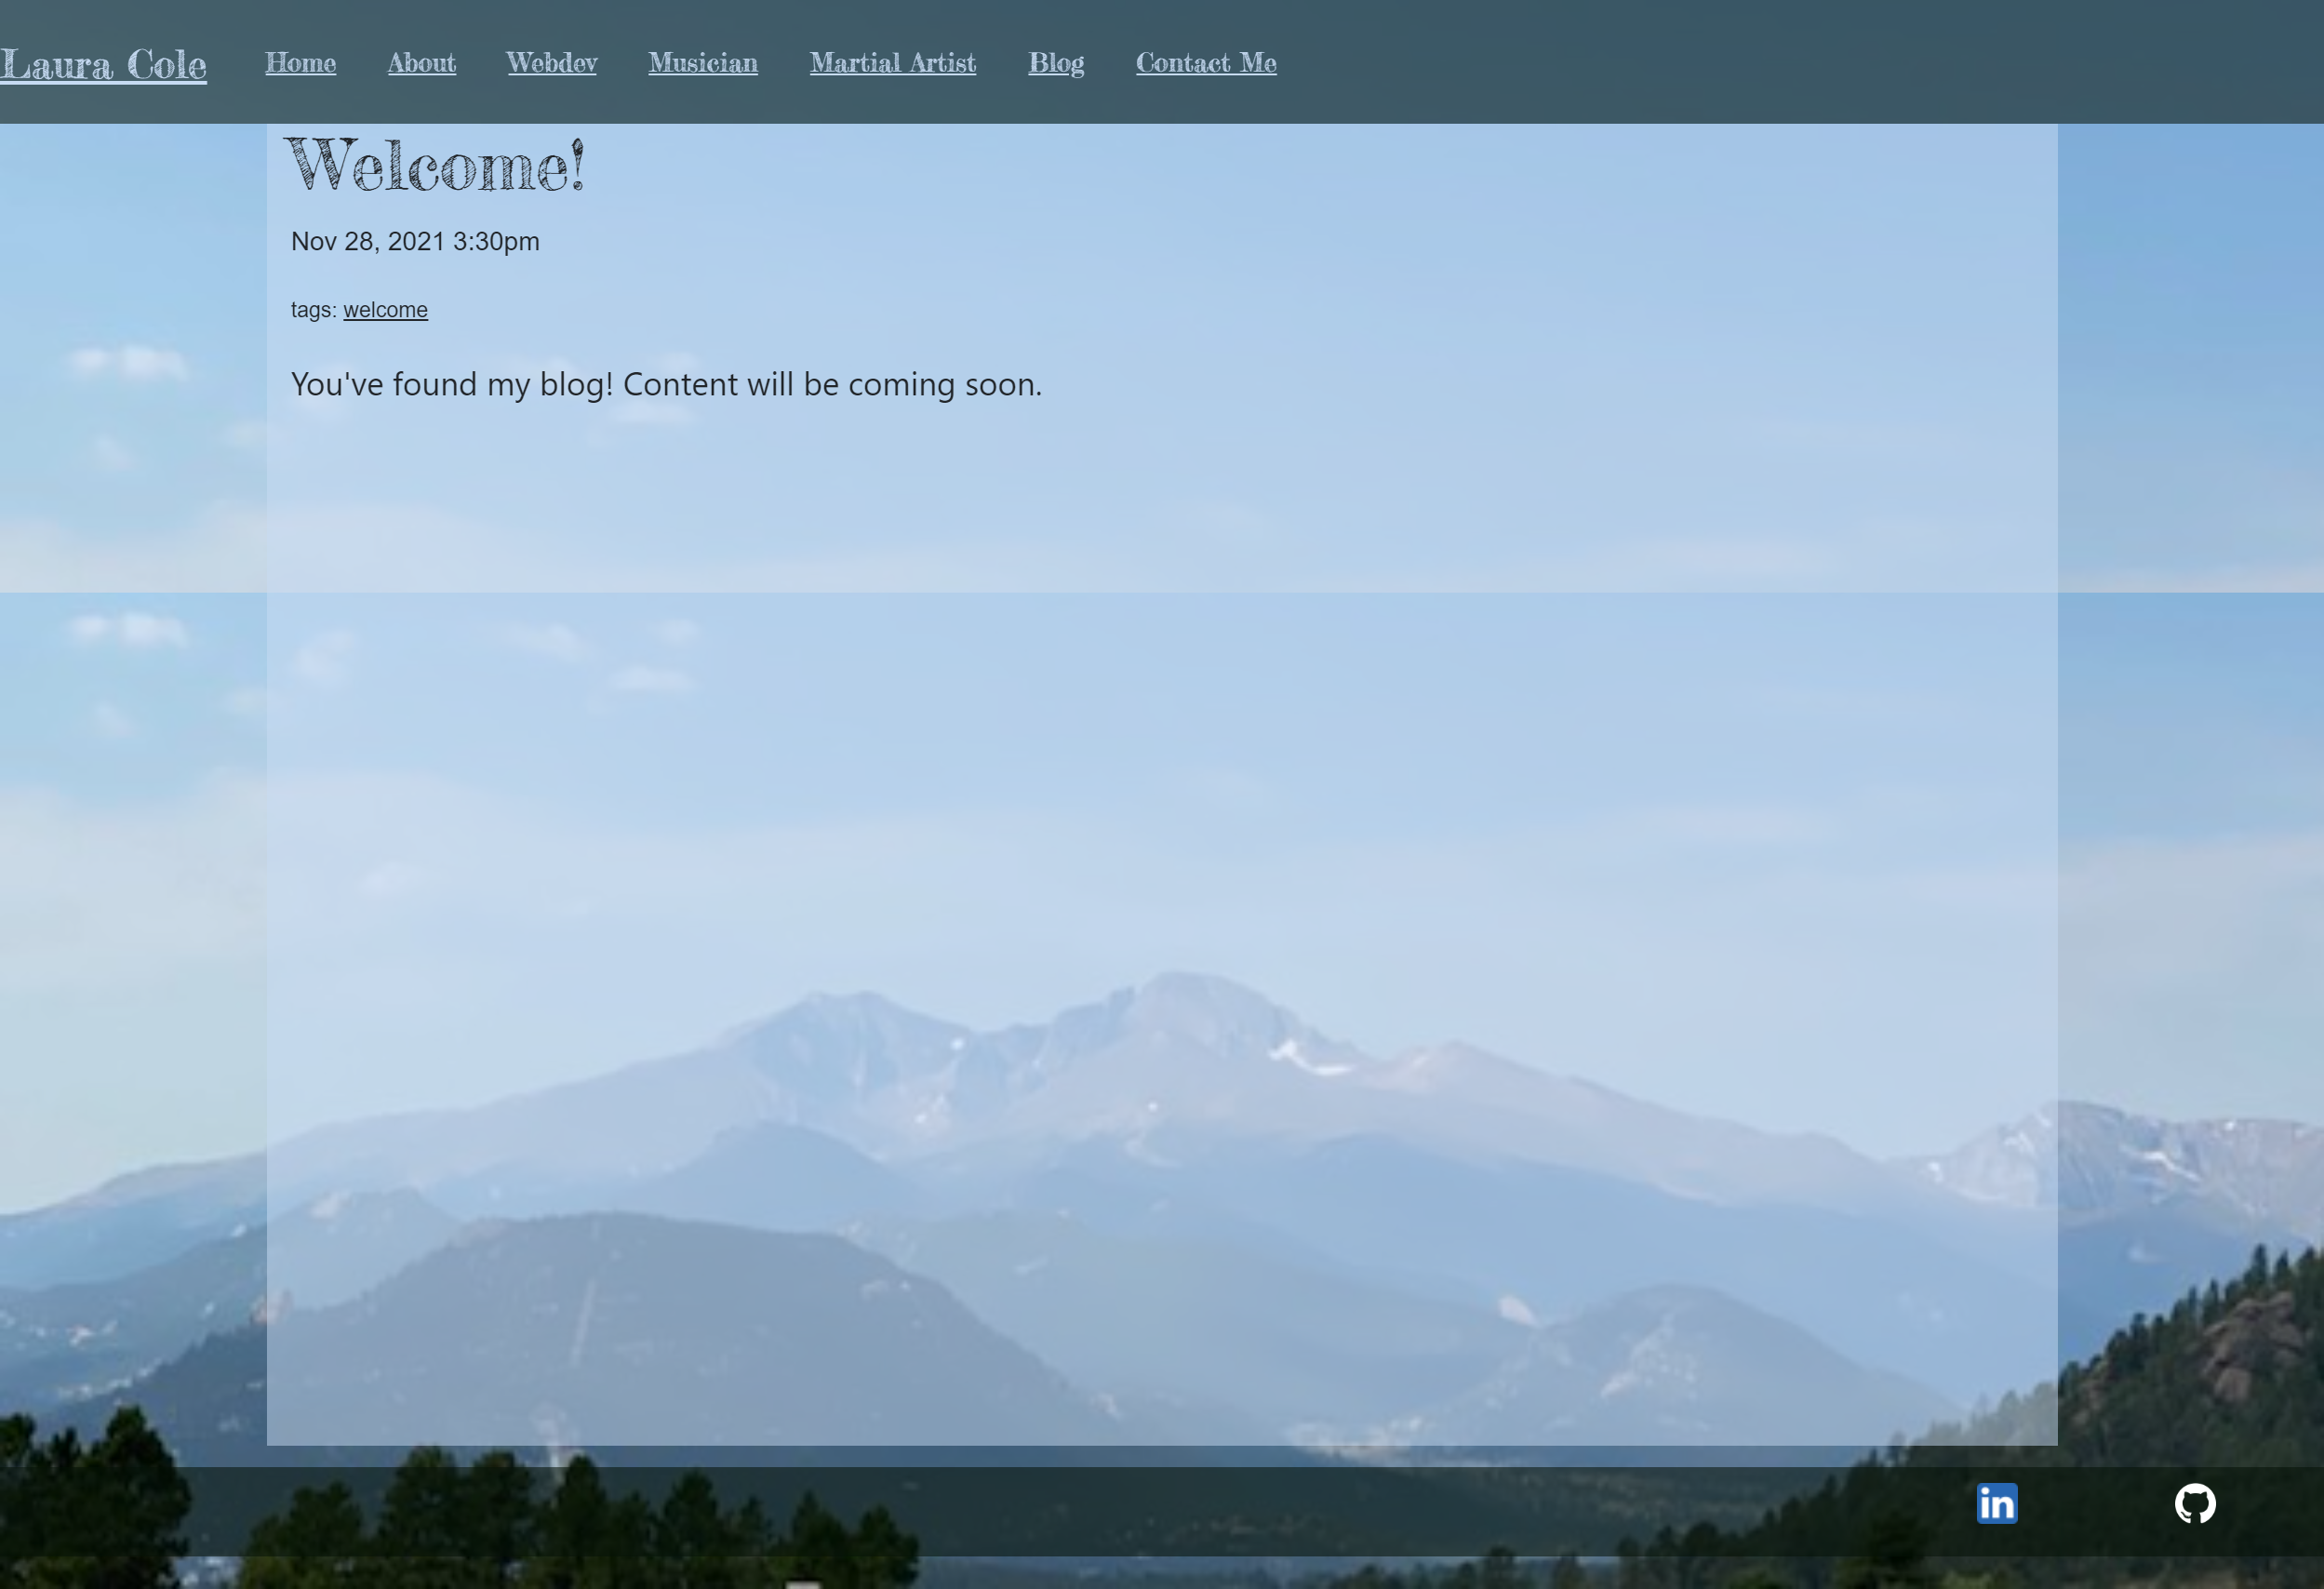 Laura Cole Home About Webdev Musician Martial Artist Blog Contact Me
Welcome!
Nov 28, 2021 3:30pm
tags: welcome
You've found my blog! Content will be coming soon.
in